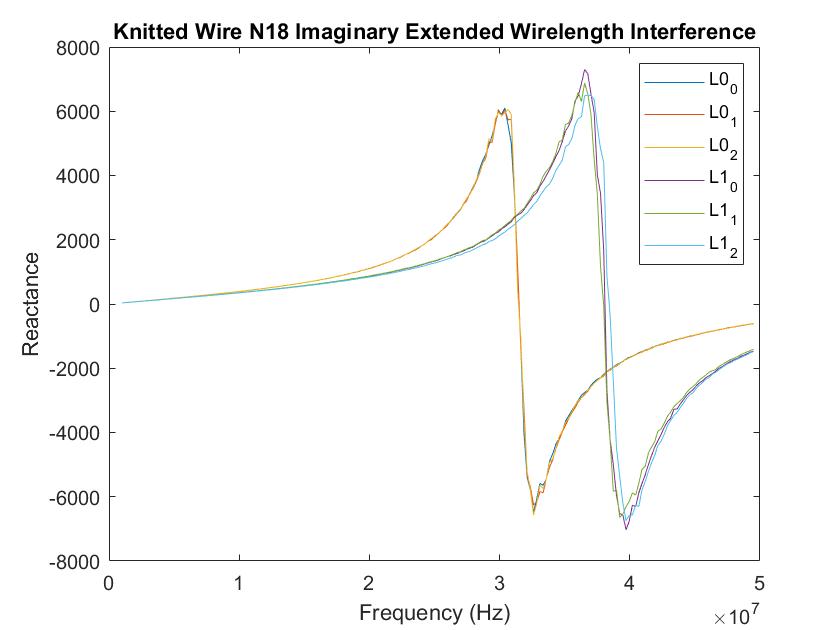 Knitted Wire N18 Imaginary Extended Wirelength Interference
8000
6000
4000
2000
0
-2000
-4000
-6000
-8000
Reactance
L0₀
L0₁
L0₂
L1₀
L1₁
L1₂
0 1 2 3 4 5
Frequency (Hz)
×10⁷